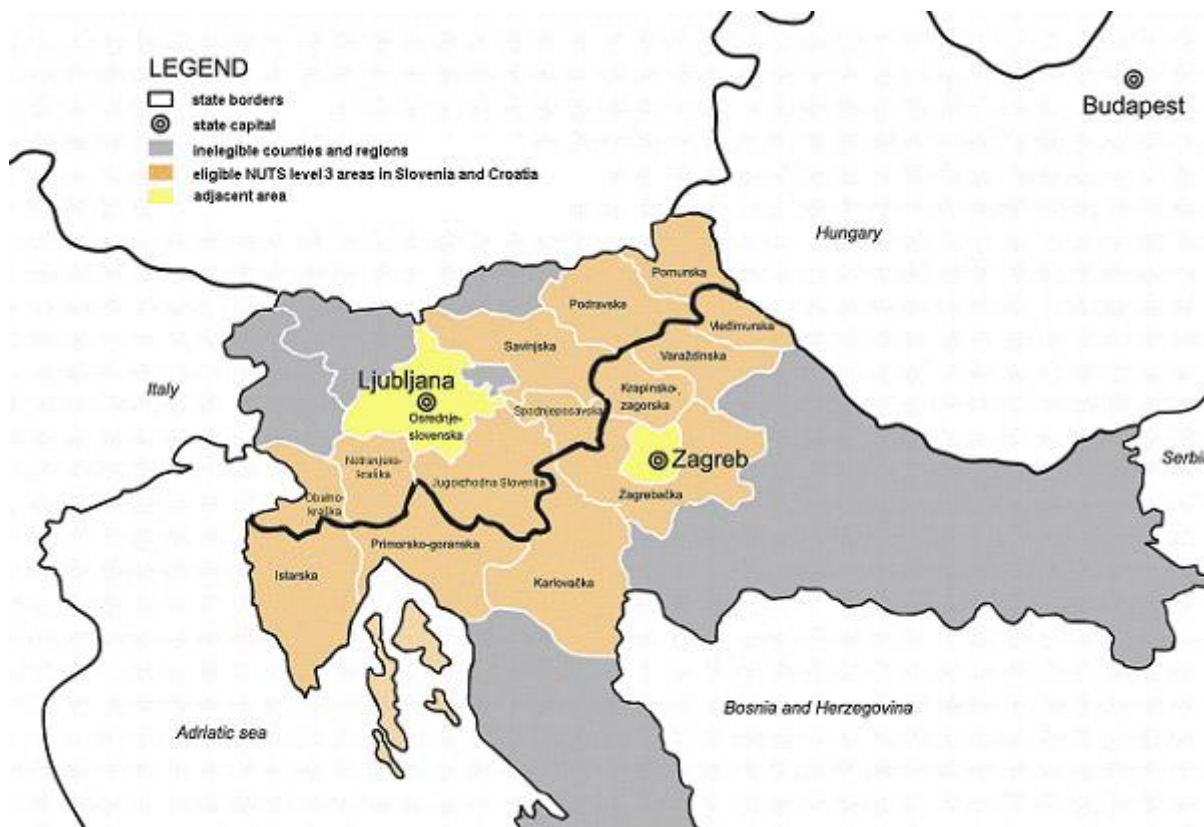 LEGEND
state borders
state capital
inelegible counties and regions
eligible NUTS level 3 areas in Slovenia and Croatia
adjacent area
Budapest
Hungary
Pomurska
Podravska
Međimurska
Savinjska
Varaždinska
Italy
Ljubljana
Krapinsko-
zagorska
Spodnjeposavska
Osrednje-
slovenska
Zagreb
Serbi
Notranjsko-
kraška
Jugoizhodna Slovenija
Zagrebačka
Obalno-
kraška
Primorsko-goranska
Istarska
Karlovačka
Bosnia and Herzegovina
Adriatic sea